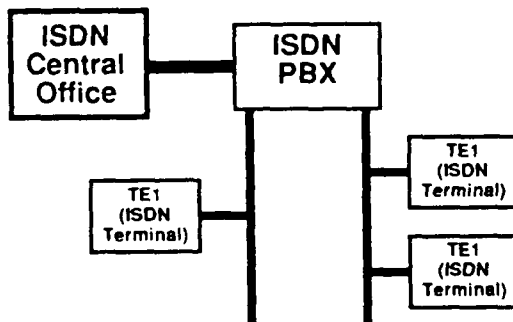 ISDN
Central
Office
ISDN
PBX
TE1
(ISDN
Terminal)
TE1
(ISDN
Terminal)
TE1
(ISDN
Terminal)